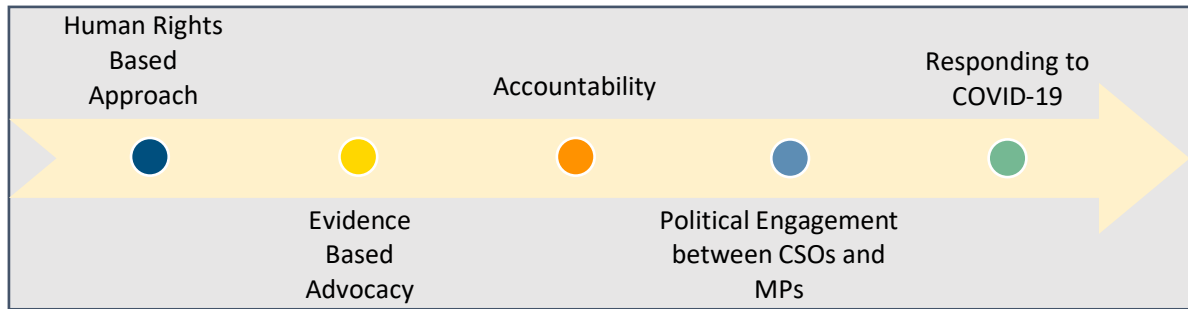 Human Rights
Based
Approach
Evidence
Based
Advocacy
Accountability
Political Engagement
between CSOs and
MPs
Responding to
COVID-19